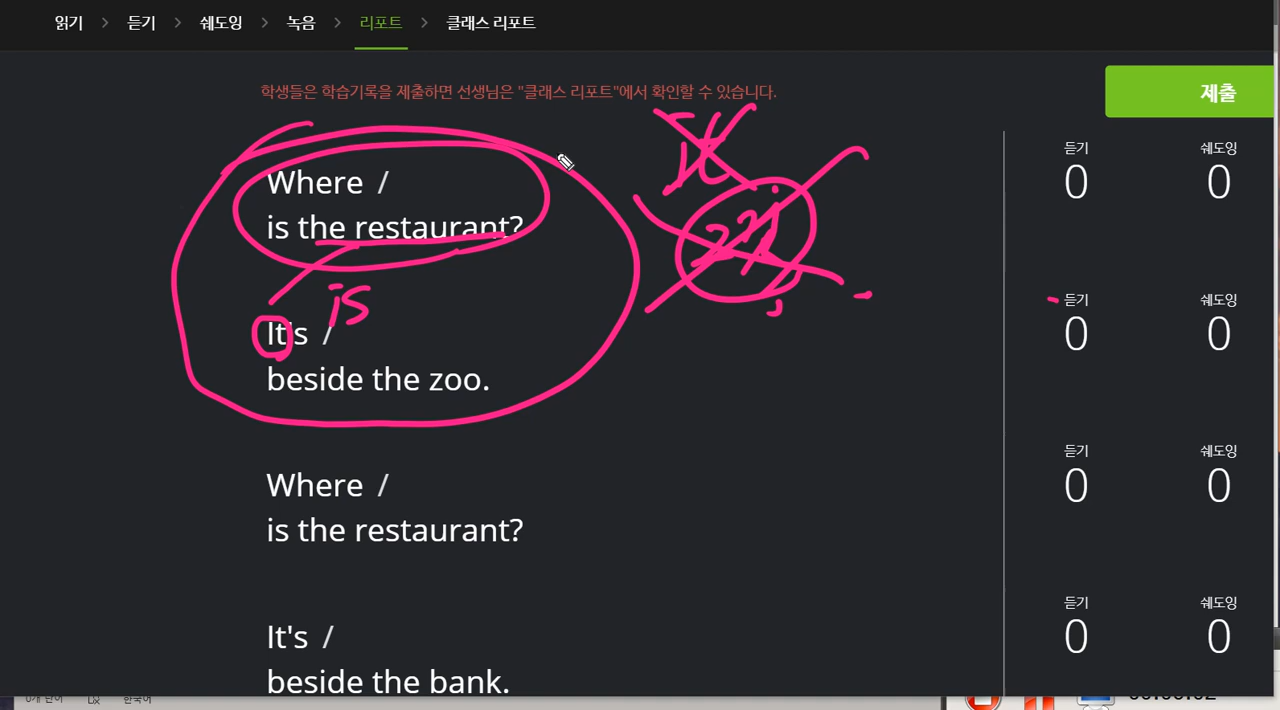 읽기 > 듣기 > 쉐도잉 > 녹음 > 리포트 > 클래스 리포트
학생들은 학습기록을 제출하면 선생님은 "클래스 리포트"에서 확인할 수 있습니다.
제출
Where /
is the restaurant?
듣기 쉐도잉
0 0
is
It
It's /
beside the zoo.
듣기 쉐도잉
0 0
Where /
is the restaurant?
듣기 쉐도잉
0 0
It's /
beside the bank.
듣기 쉐도잉
0 0
한국어